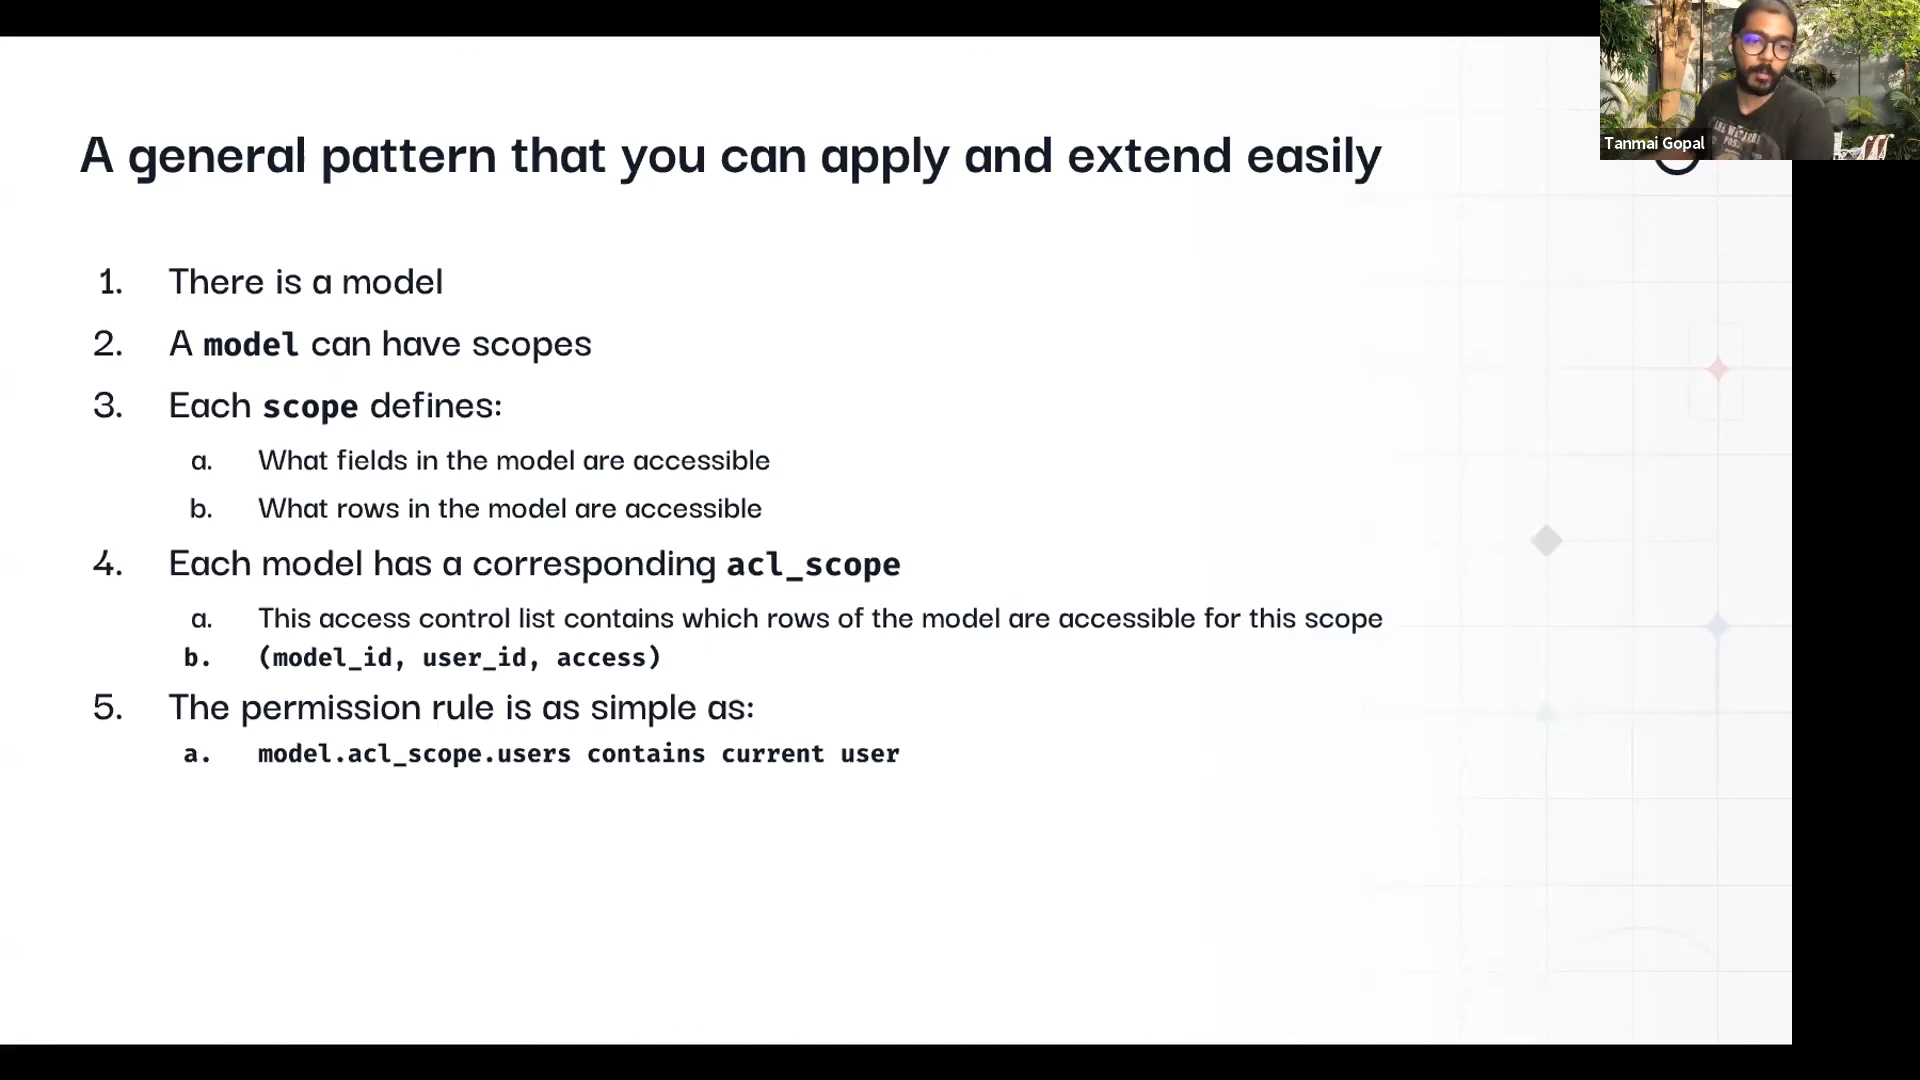 A general pattern that you can apply and extend easily
Tanmai Gopal
1. There is a model
2. A model can have scopes
3. Each scope defines:
a. What fields in the model are accessible
b. What rows in the model are accessible
4. Each model has a corresponding acl_scope
a. This access control list contains which rows of the model are accessible for this scope
b. (model_id, user_id, access)
5. The permission rule is as simple as:
a. model.acl_scope.users contains current user